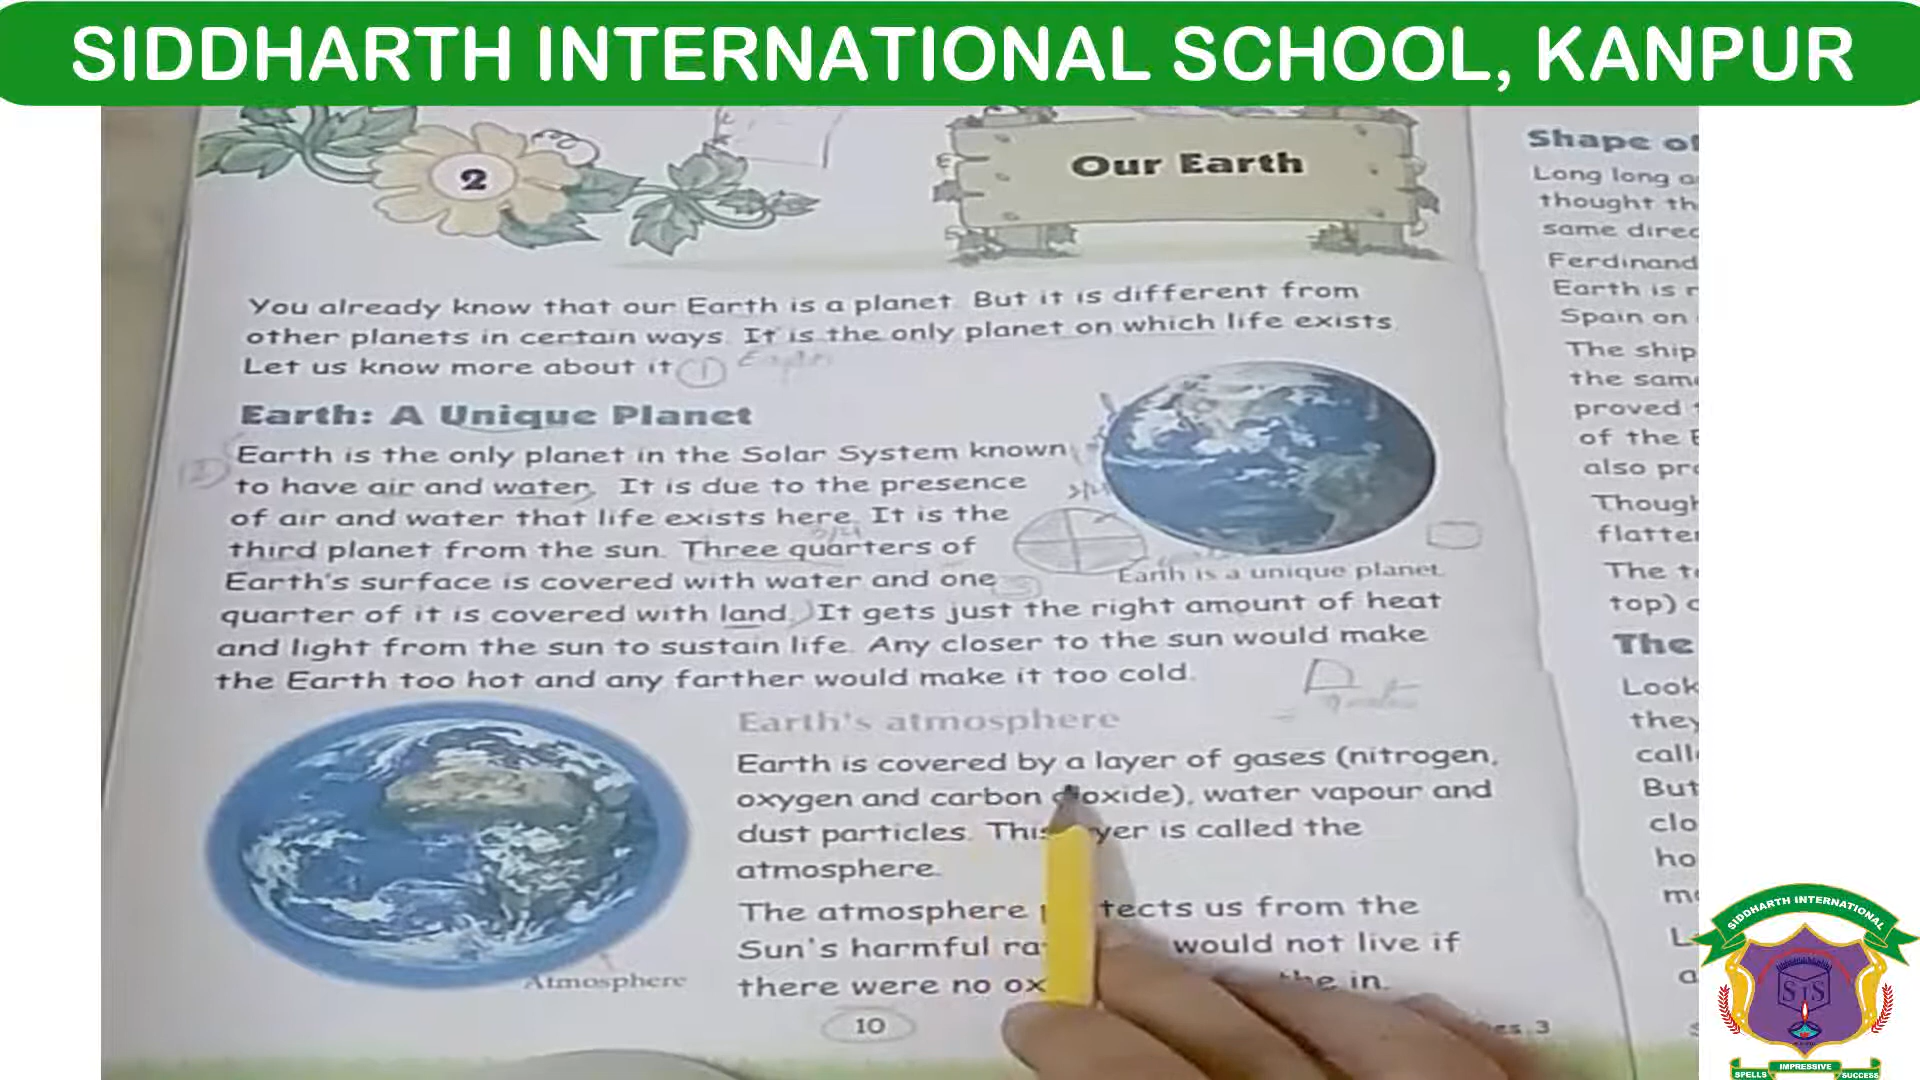 SIDDHARTH INTERNATIONAL SCHOOL, KANPUR
2
Our Earth
You already know that our Earth is a planet. But it is different from
other planets in certain ways. It is the only planet on which life exists.
Let us know more about it.
1
Earth: A Unique Planet
Earth is the only planet in the Solar System known
to have air and water. It is due to the presence
of air and water that life exists here. It is the
third planet from the sun. Three quarters of
Earth's surface is covered with water and one
quarter of it is covered with land. It gets just the right amount of heat
and light from the sun to sustain life. Any closer to the sun would make
the Earth too hot and any farther would make it too cold.
Earth is a unique planet.
Earth's atmosphere
Earth is covered by a layer of gases (nitrogen,
oxygen and carbon dioxide), water vapour and
dust particles. This layer is called the
atmosphere.
The atmosphere protects us from the
Sun's harmful would not live if
there were no in.
Atmosphere
10
3
Shape of
Long long a
thought th
same direc
Ferdinand
Earth is r
Spain on
The ship
the same
proved
of the E
also pro
Though
flatter
The t
top) c
The
Look
they
calle
But
clo
ho
mo
SIDDHARTH INTERNATIONAL
SIS
SPELLS IMPRESSIVE SUCCESS